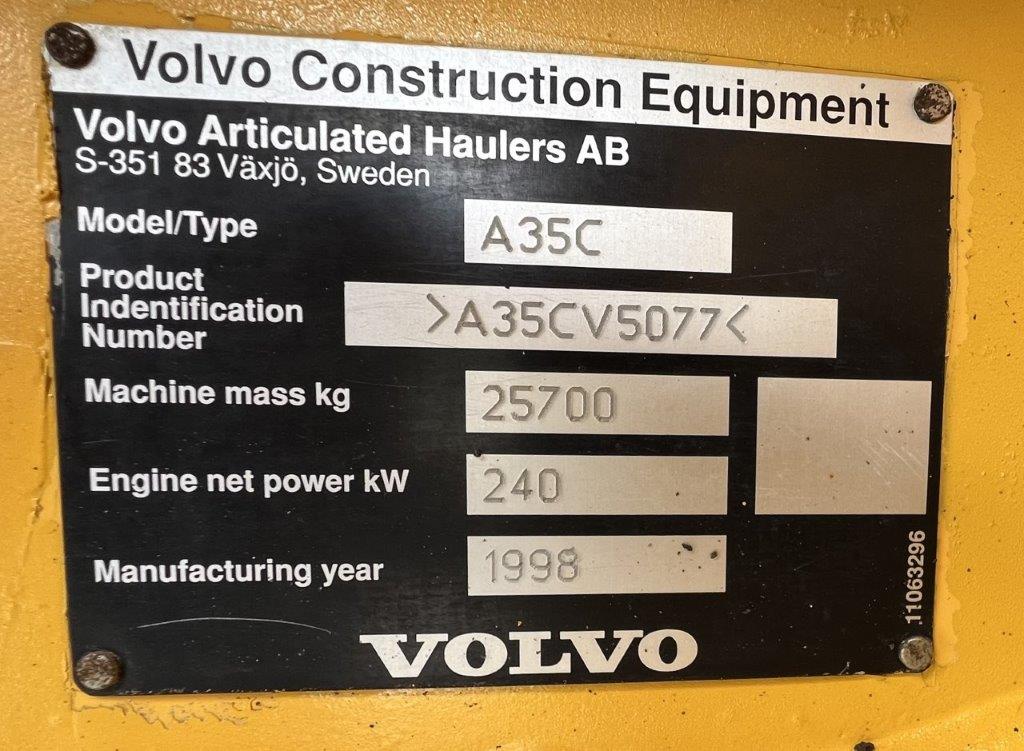 Volvo Construction Equipment
Volvo Articulated Haulers AB
S-351 83 Växjö, Sweden
Model/Type A35C
Product
Indentification
Number >A35CV5077<
Machine mass kg 25700
Engine net power kW 240
Manufacturing year 1998
VOLVO
11063296